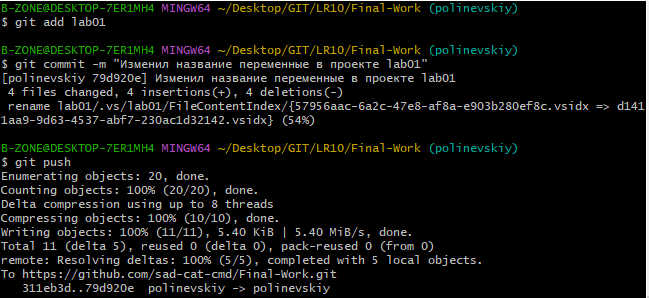 B-ZONE@DESKTOP-7ER1MH4 MINGW64 ~/Desktop/GIT/LR10/Final-Work (polinevskiy)
$ git add lab01
B-ZONE@DESKTOP-7ER1MH4 MINGW64 ~/Desktop/GIT/LR10/Final-Work (polinevskiy)
$ git commit -m "Изменил название переменные в проекте lab01"
[polinevskiy 79d920e] Изменил название переменные в проекте lab01
 4 files changed, 4 insertions(+), 4 deletions(-)
 rename lab01/.vs/lab01/FileContentIndex/{57956aac-6a2c-47e8-af8a-e903b280ef8c.vsidx => d141
1aa9-9d63-4537-abf7-230ac1d32142.vsidx} (54%)
B-ZONE@DESKTOP-7ER1MH4 MINGW64 ~/Desktop/GIT/LR10/Final-Work (polinevskiy)
$ git push
Enumerating objects: 20, done.
Counting objects: 100% (20/20), done.
Delta compression using up to 8 threads
Compressing objects: 100% (10/10), done.
Writing objects: 100% (11/11), 5.40 KiB | 5.40 MiB/s, done.
Total 11 (delta 5), reused 0 (delta 0), pack-reused 0 (from 0)
remote: Resolving deltas: 100% (5/5), completed with 5 local objects.
To https://github.com/sad-cat-cmd/Final-Work.git
   311eb3d..79d920e  polinevskiy -> polinevskiy